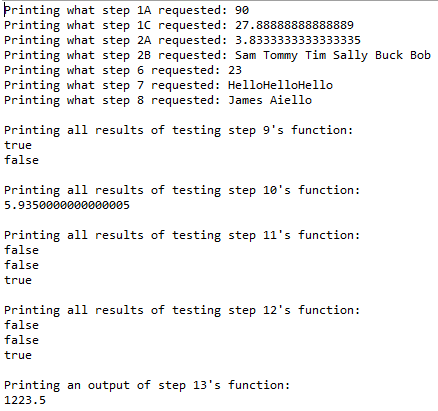 Printing what step 1A requested: 90
Printing what step 1C requested: 27.88888888888889
Printing what step 2A requested: 3.8333333333333335
Printing what step 2B requested: Sam Tommy Tim Sally Buck Bob
Printing what step 6 requested: 23
Printing what step 7 requested: HelloHelloHello
Printing what step 8 requested: James Aiello
Printing all results of testing step 9's function:
true
false
Printing all results of testing step 10's function:
5.9350000000000005
Printing all results of testing step 11's function:
false
false
true
Printing all results of testing step 12's function:
false
false
true
Printing an output of step 13's function:
1223.5